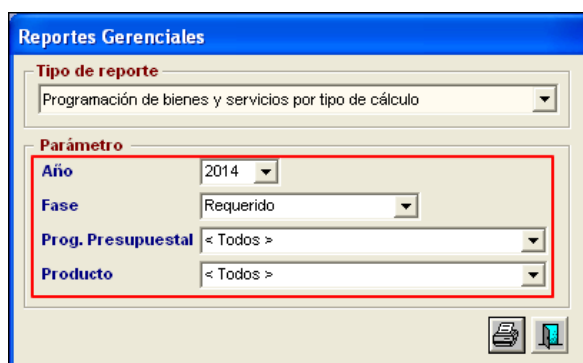 Reportes Gerenciales
Tipo de reporte
Programación de bienes y servicios por tipo de cálculo
Parámetro
Año 2014
Fase Requerido
Prog. Presupuestal < Todos >
Producto < Todos >